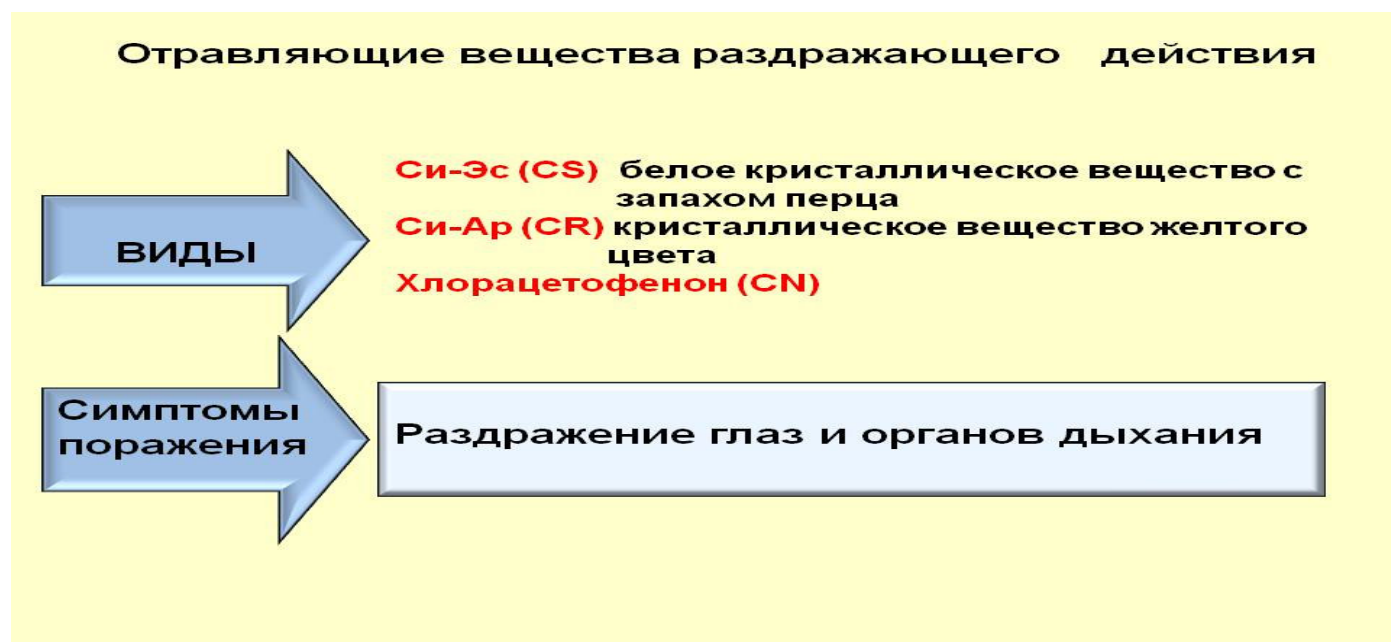 Отравляющие вещества раздражающего действия
Си-Эс (CS) белое кристаллическое вещество с
запахом перца
Си-Ар (CR) кристаллическое вещество желтого
цвета
Хлорацетофенон (CN)
ВИДЫ
Симптомы
поражения
Раздражение глаз и органов дыхания